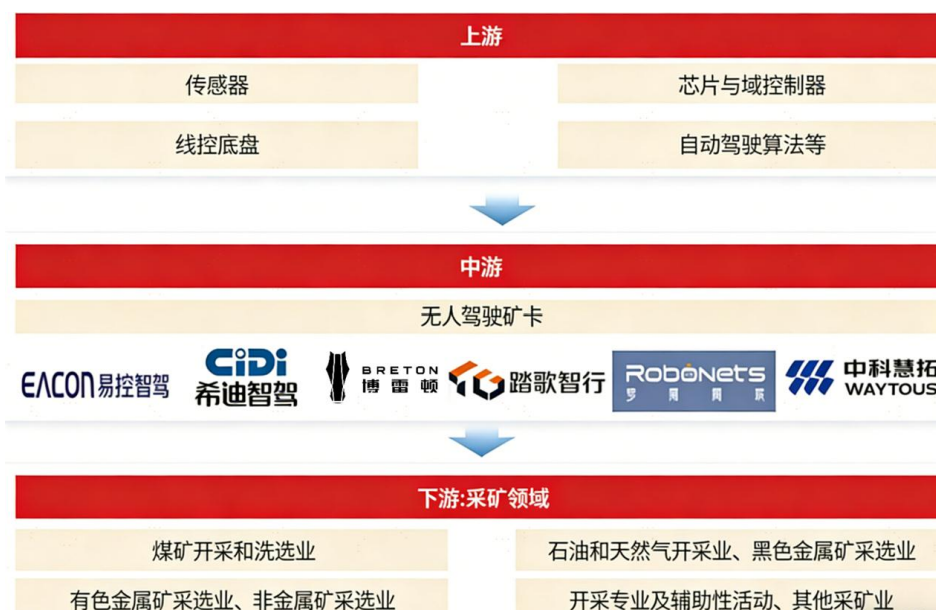 上游
传感器
芯片与域控制器
线控底盘
自动驾驶算法等
中游
无人驾驶矿卡
EACON 易控智驾
CiDi
希迪智驾
BRETON
博雷顿
踏歌智行
RoboNets
中科慧拓
WAYTOUS
下游:采矿领域
煤矿开采和洗选业
石油和天然气开采业、黑色金属矿采选业
有色金属矿采选业、非金属矿采选业
开采专业及辅助性活动、其他采矿业